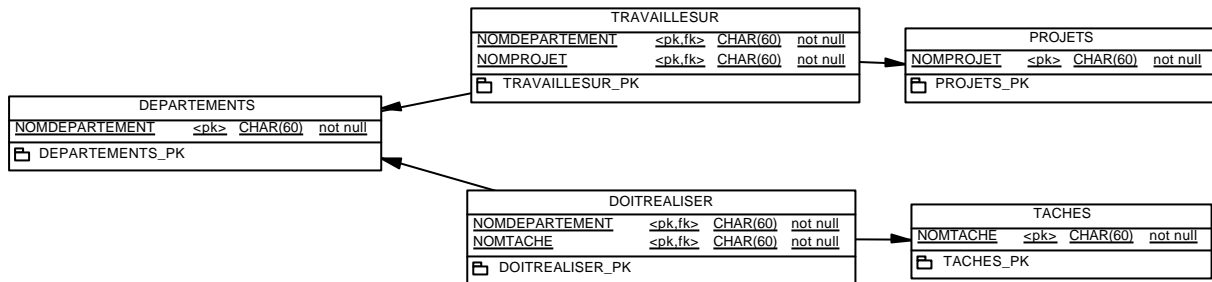 TRAVAILLESUR
NOMDEPARTEMENT <pk,fk> CHAR(60) not null
NOMPROJET <pk,fk> CHAR(60) not null
TRAVAILLESUR_PK
PROJETS
NOMPROJET <pk> CHAR(60) not null
PROJETS_PK
DEPARTEMENTS
NOMDEPARTEMENT <pk> CHAR(60) not null
DEPARTEMENTS_PK
DOITREALISER
NOMDEPARTEMENT <pk,fk> CHAR(60) not null
NOMTACHE <pk,fk> CHAR(60) not null
DOITREALISER_PK
TACHES
NOMTACHE <pk> CHAR(60) not null
TACHES_PK